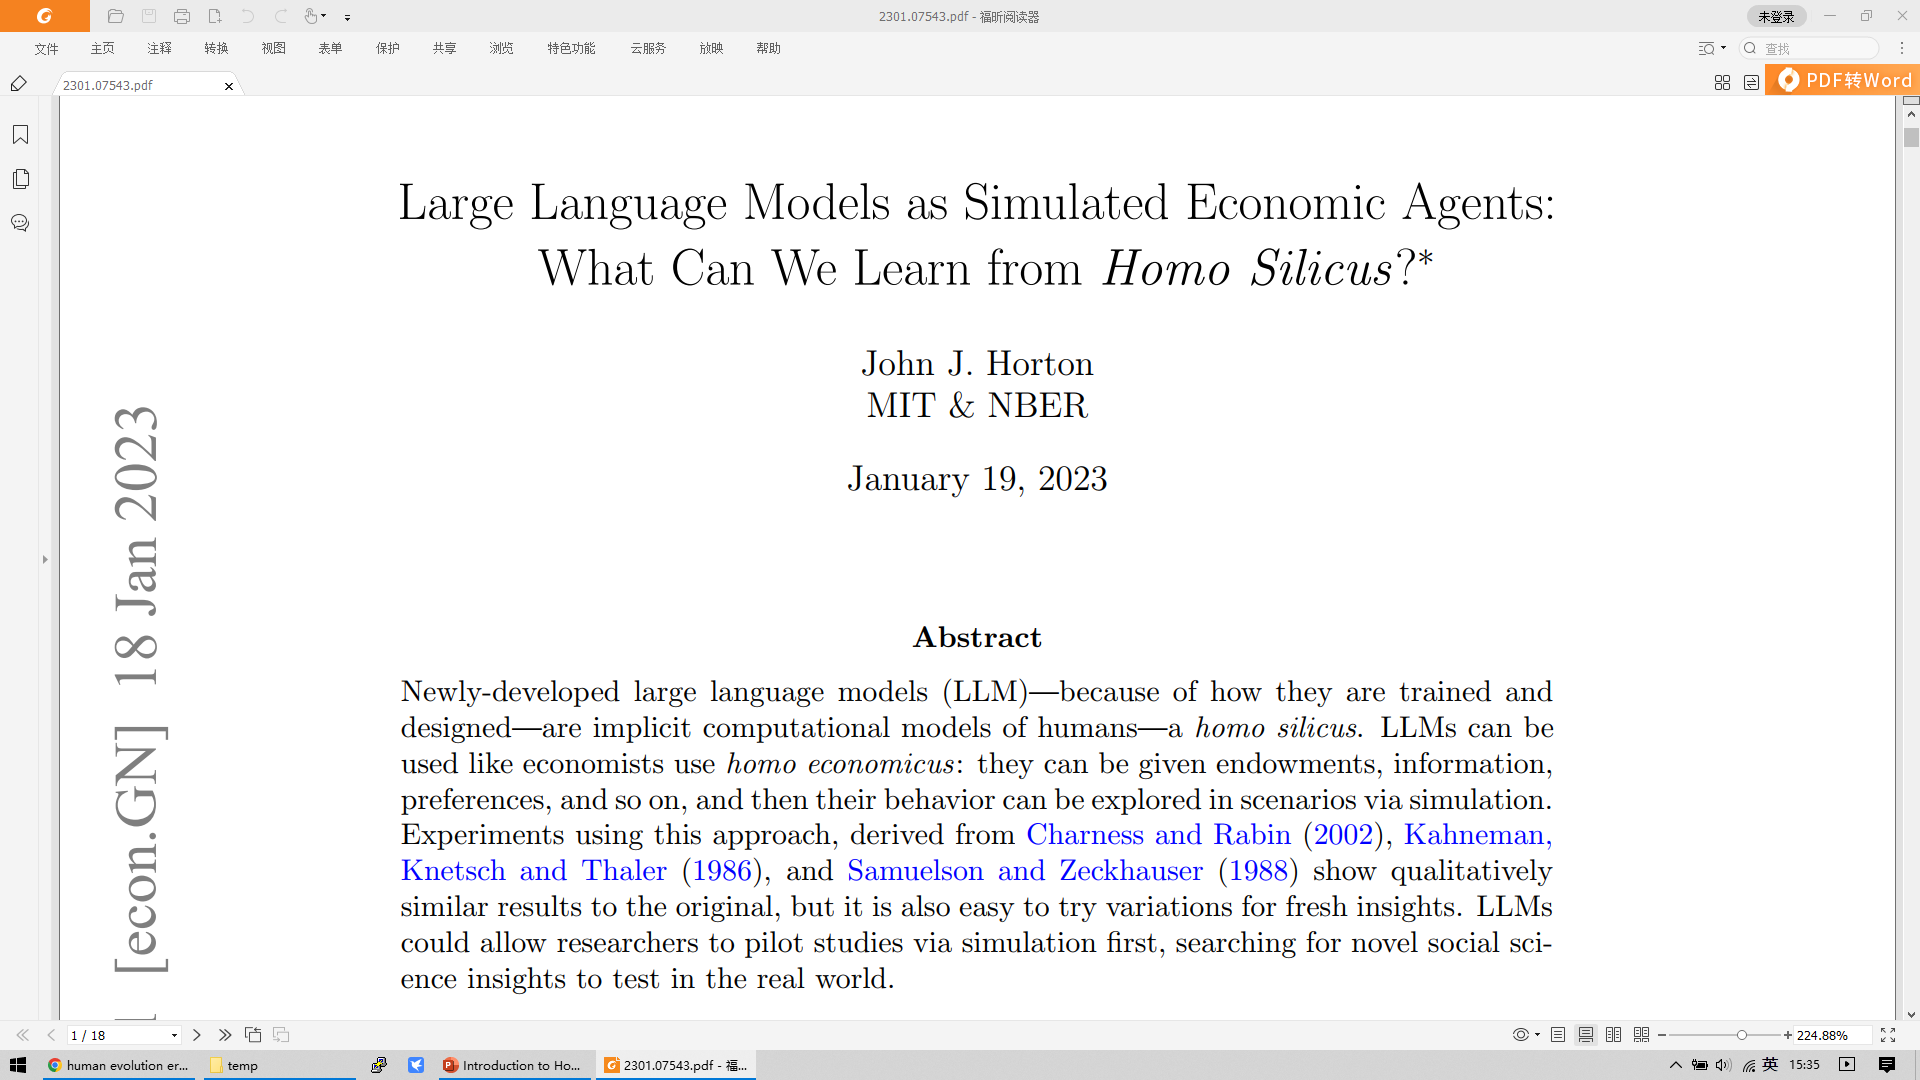 2301.07543.pdf - 福昕阅读器
未登录
文件 主页 注释 转换 视图 表单 保护 共享 浏览 特色功能 云服务 放映 帮助
查找
2301.07543.pdf
PDF转Word
Large Language Models as Simulated Economic Agents:
What Can We Learn from Homo Silicus?*
John J. Horton
MIT & NBER
January 19, 2023
[econ.GN] 18 Jan 2023
Abstract
Newly-developed large language models (LLM)—because of how they are trained and
designed—are implicit computational models of humans—a homo silicus. LLMs can be
used like economists use homo economicus: they can be given endowments, information,
preferences, and so on, and then their behavior can be explored in scenarios via simulation.
Experiments using this approach, derived from Charness and Rabin (2002), Kahneman,
Knetsch and Thaler (1986), and Samuelson and Zeckhauser (1988) show qualitatively
similar results to the original, but it is also easy to try variations for fresh insights. LLMs
could allow researchers to pilot studies via simulation first, searching for novel social sci-
ence insights to test in the real world.
1 / 18
224.88%
human evolution er...
temp
Introduction to Ho...
2301.07543.pdf - 福...
英
15:35